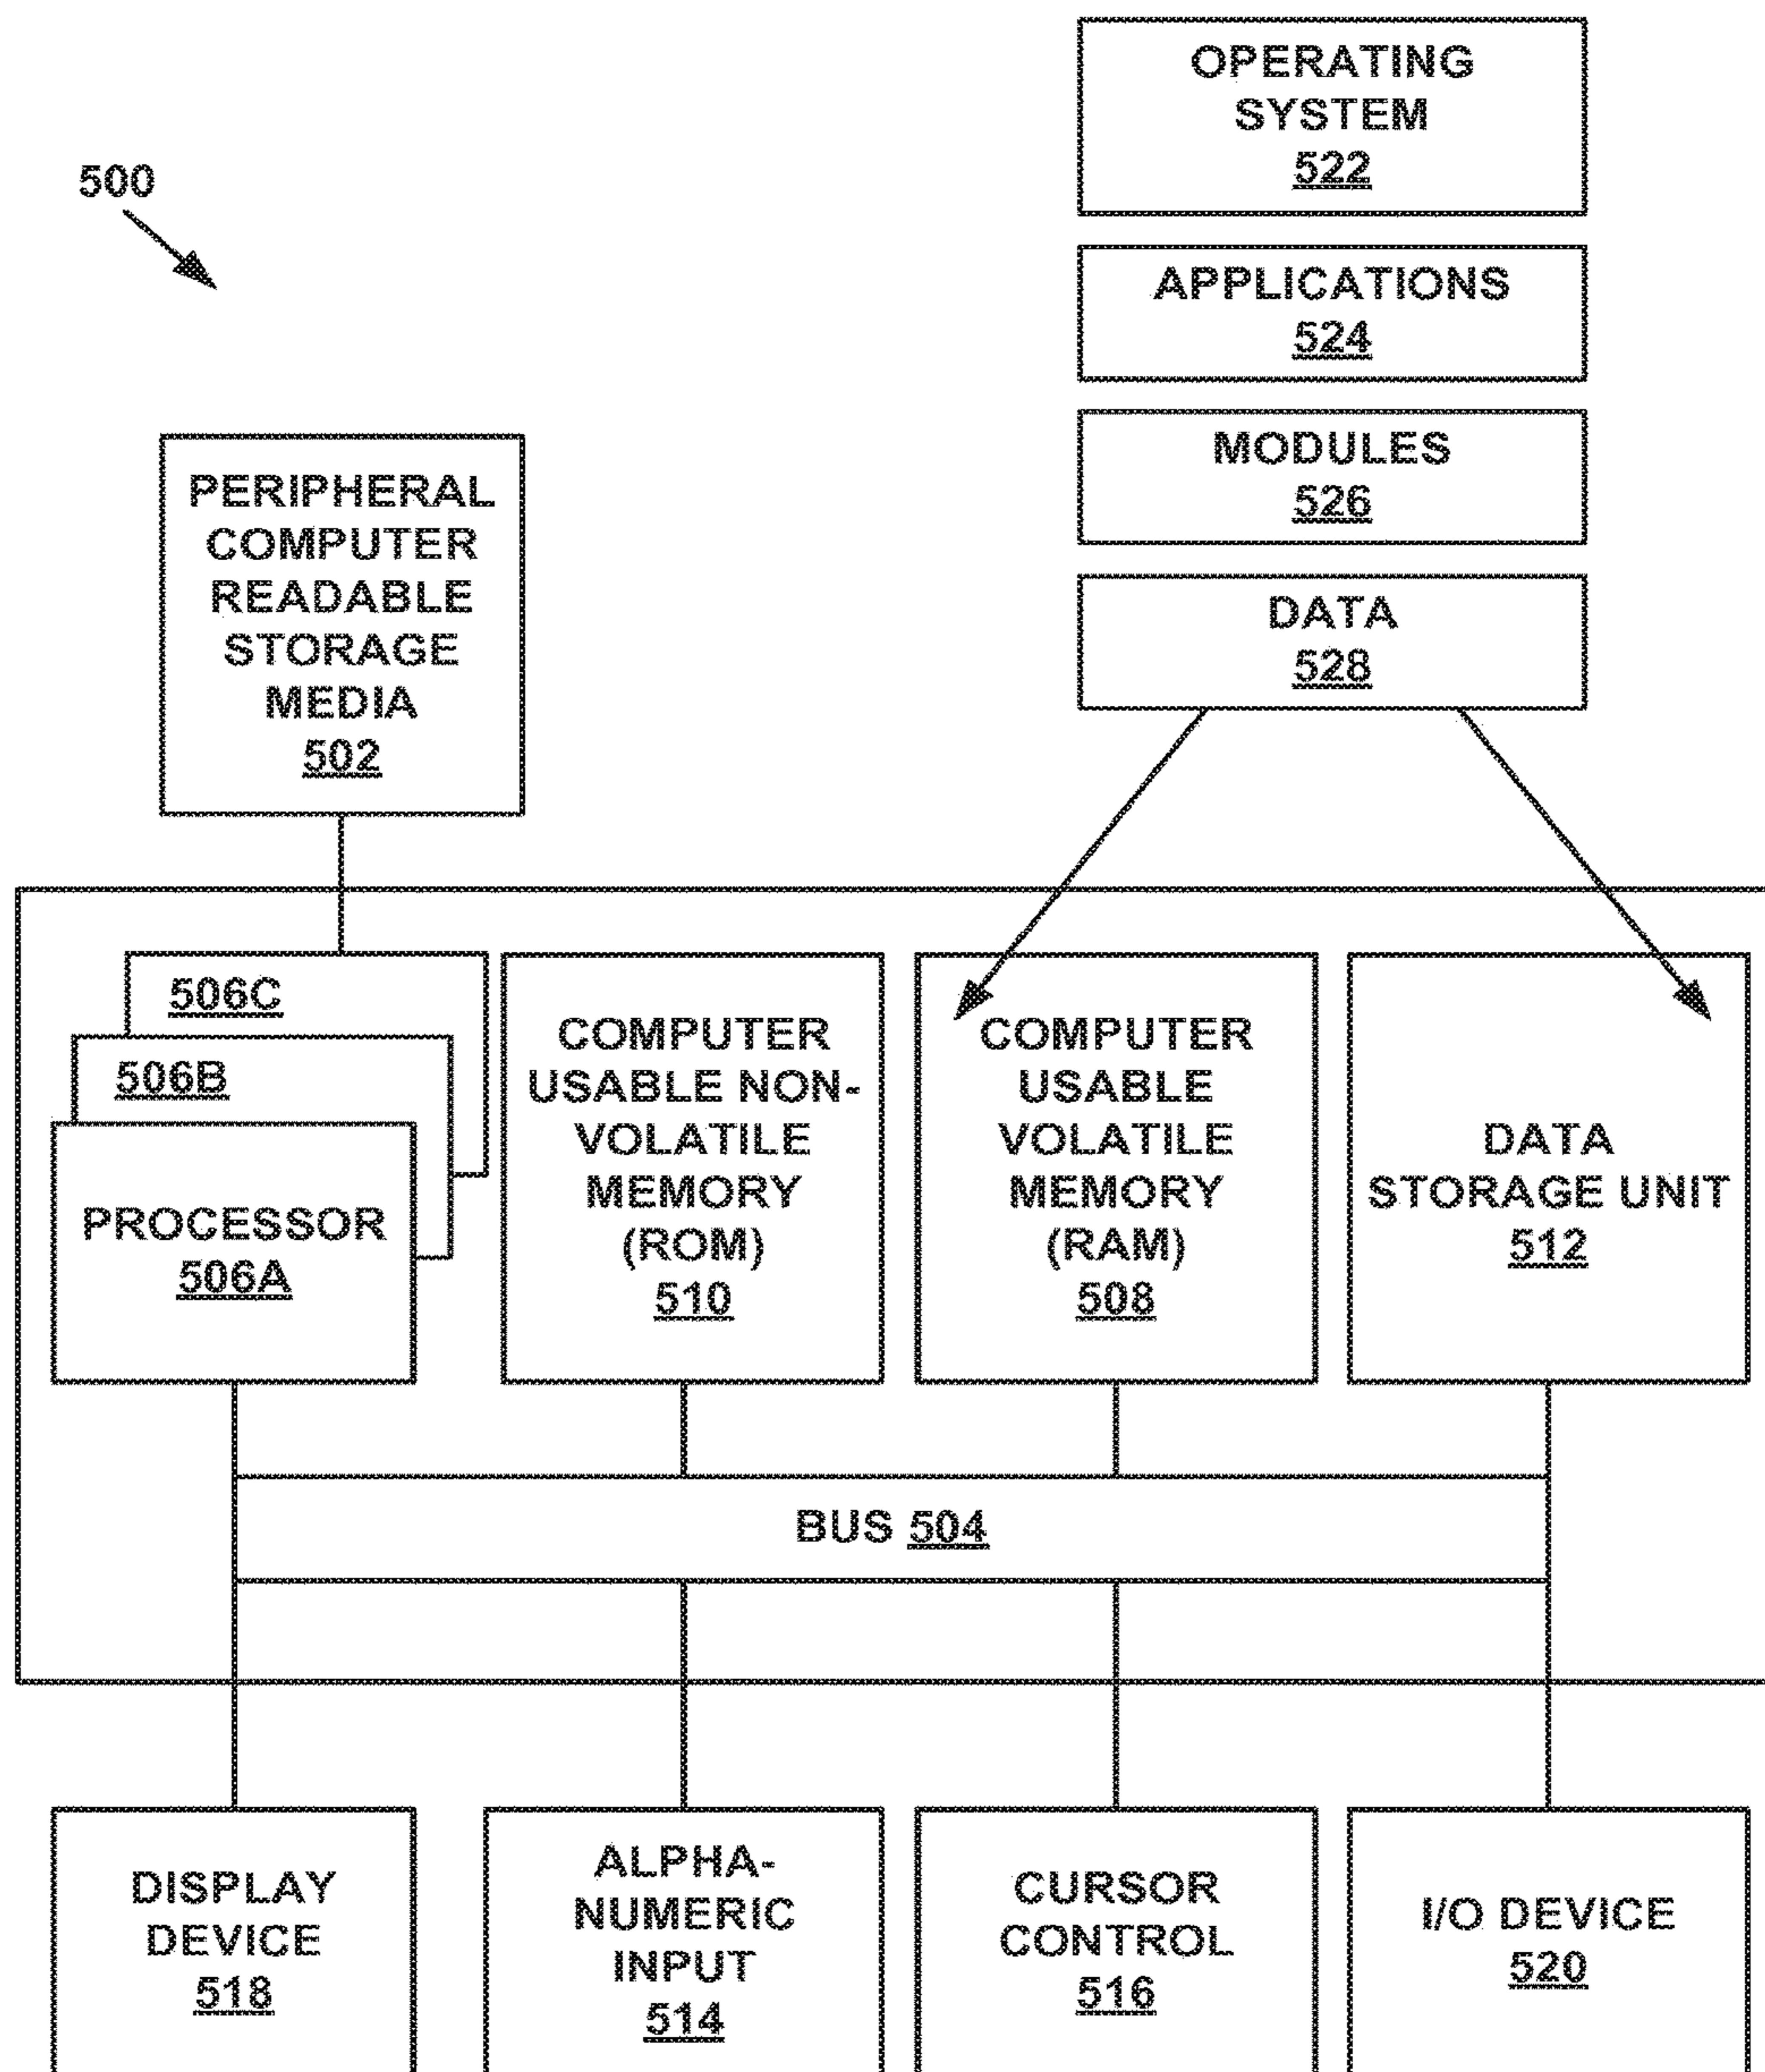 500
OPERATING
SYSTEM
522
APPLICATIONS
524
MODULES
526
DATA
528
PERIPHERAL
COMPUTER
READABLE
STORAGE
MEDIA
502
506C
506B
PROCESSOR
506A
COMPUTER
USABLE NON-
VOLATILE
MEMORY
(ROM)
510
COMPUTER
USABLE
VOLATILE
MEMORY
(RAM)
508
DATA
STORAGE UNIT
512
BUS 504
DISPLAY
DEVICE
518
ALPHA-
NUMERIC
INPUT
514
CURSOR
CONTROL
516
I/O DEVICE
520